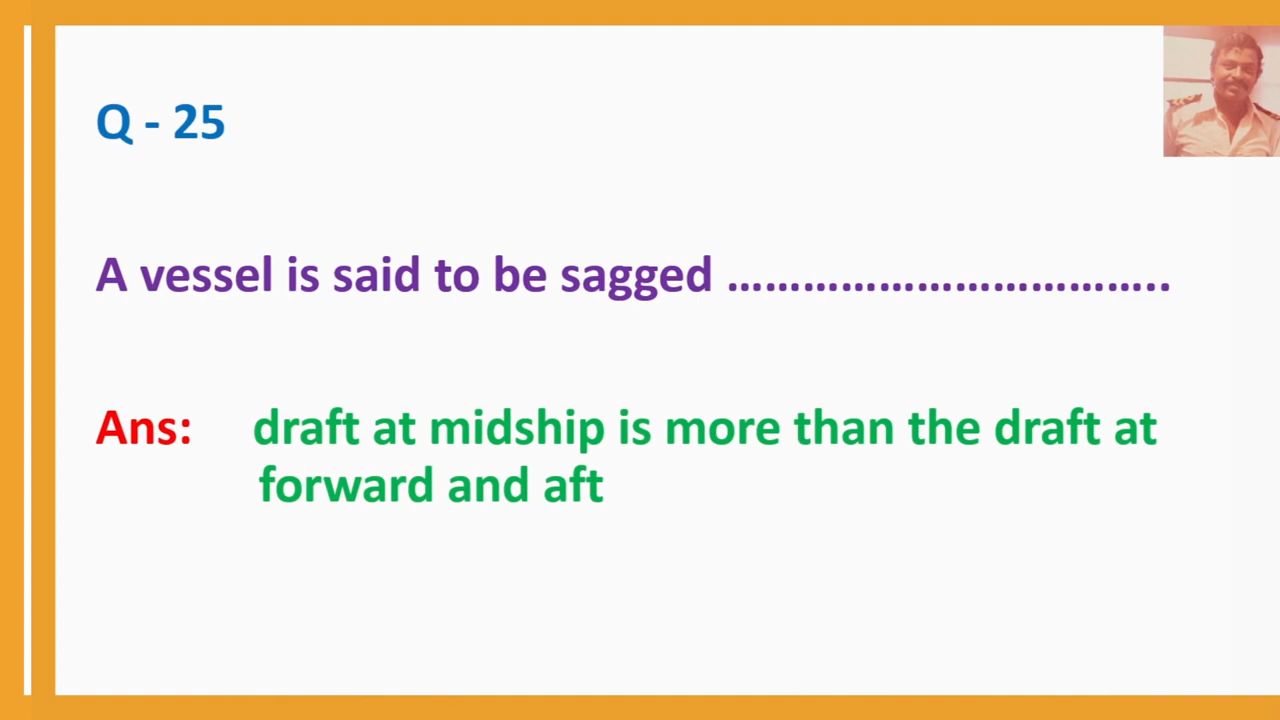 Q - 25
A vessel is said to be sagged …………………………………..
Ans: draft at midship is more than the draft at
forward and aft